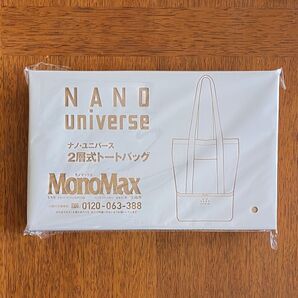 NANO
universe
ナノ・ユニバース
2層式トートバッグ
モノマックス
MonoMax
0120-063-388